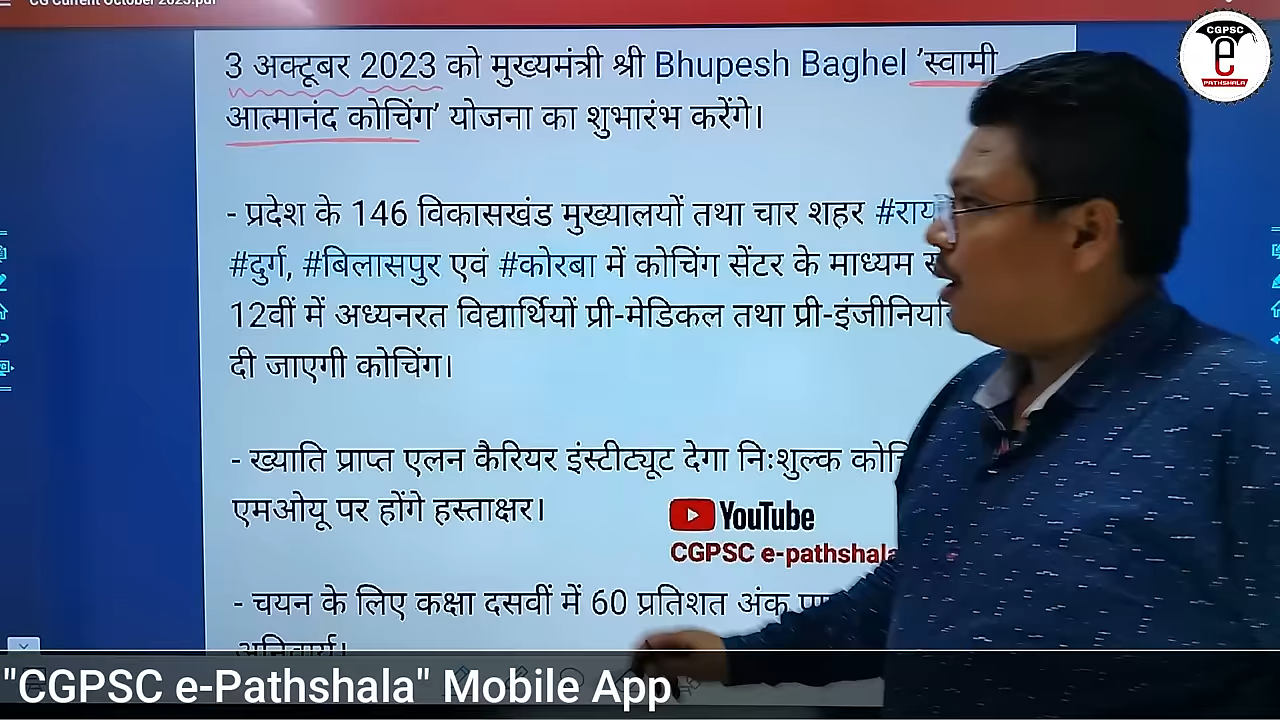 CG Current October 2023.pdf
CGPSC
e
PATHSHALA
3 अक्टूबर 2023 को मुख्यमंत्री श्री Bhupesh Baghel 'स्वामी
आत्मानंद कोचिंग' योजना का शुभारंभ करेंगे।
- प्रदेश के 146 विकासखंड मुख्यालयों तथा चार शहर
#दुर्ग, #बिलासपुर एवं #कोरबा में कोचिंग सेंटर के माध्यम
12वीं में अध्यनरत विद्यार्थियों प्री-मेडिकल तथा
दी जाएगी कोचिंग।
- ख्याति प्राप्त एलन कैरियर इंस्टीट्यूट देगा निःशुल्क
एमओयू पर होंगे हस्ताक्षर।
YouTube
CGPSC e-pathshala
- चयन के लिए कक्षा दसवीं में 60 प्रतिशत अंक
"CGPSC e-Pathshala" Mobile App